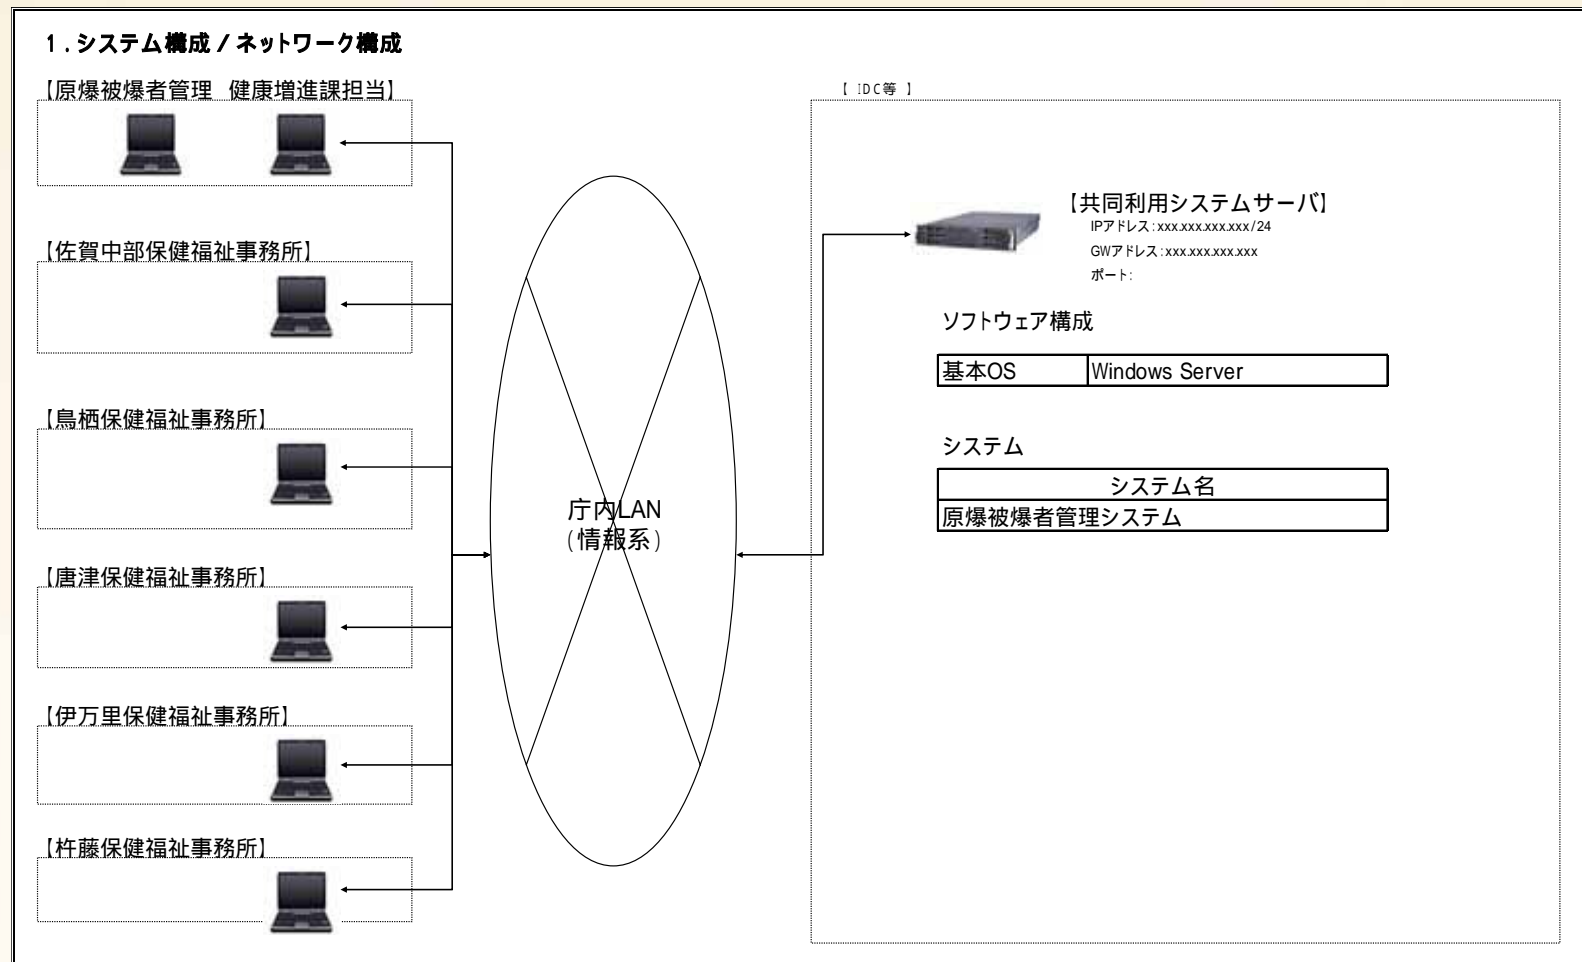 1．システム構成／ネットワーク構成
【原爆被爆者管理　健康増進課担当】
【佐賀中部保健福祉事務所】
【鳥栖保健福祉事務所】
【唐津保健福祉事務所】
【伊万里保健福祉事務所】
【杵藤保健福祉事務所】
庁内LAN
（情報系）
【 IDC等 】
【共同利用システムサーバ】
IPアドレス：xxx.xxx.xxx.xxx/24
GWアドレス：xxx.xxx.xxx.xxx
ポート：
ソフトウェア構成
基本OS Windows Server
システム
システム名
原爆被爆者管理システム